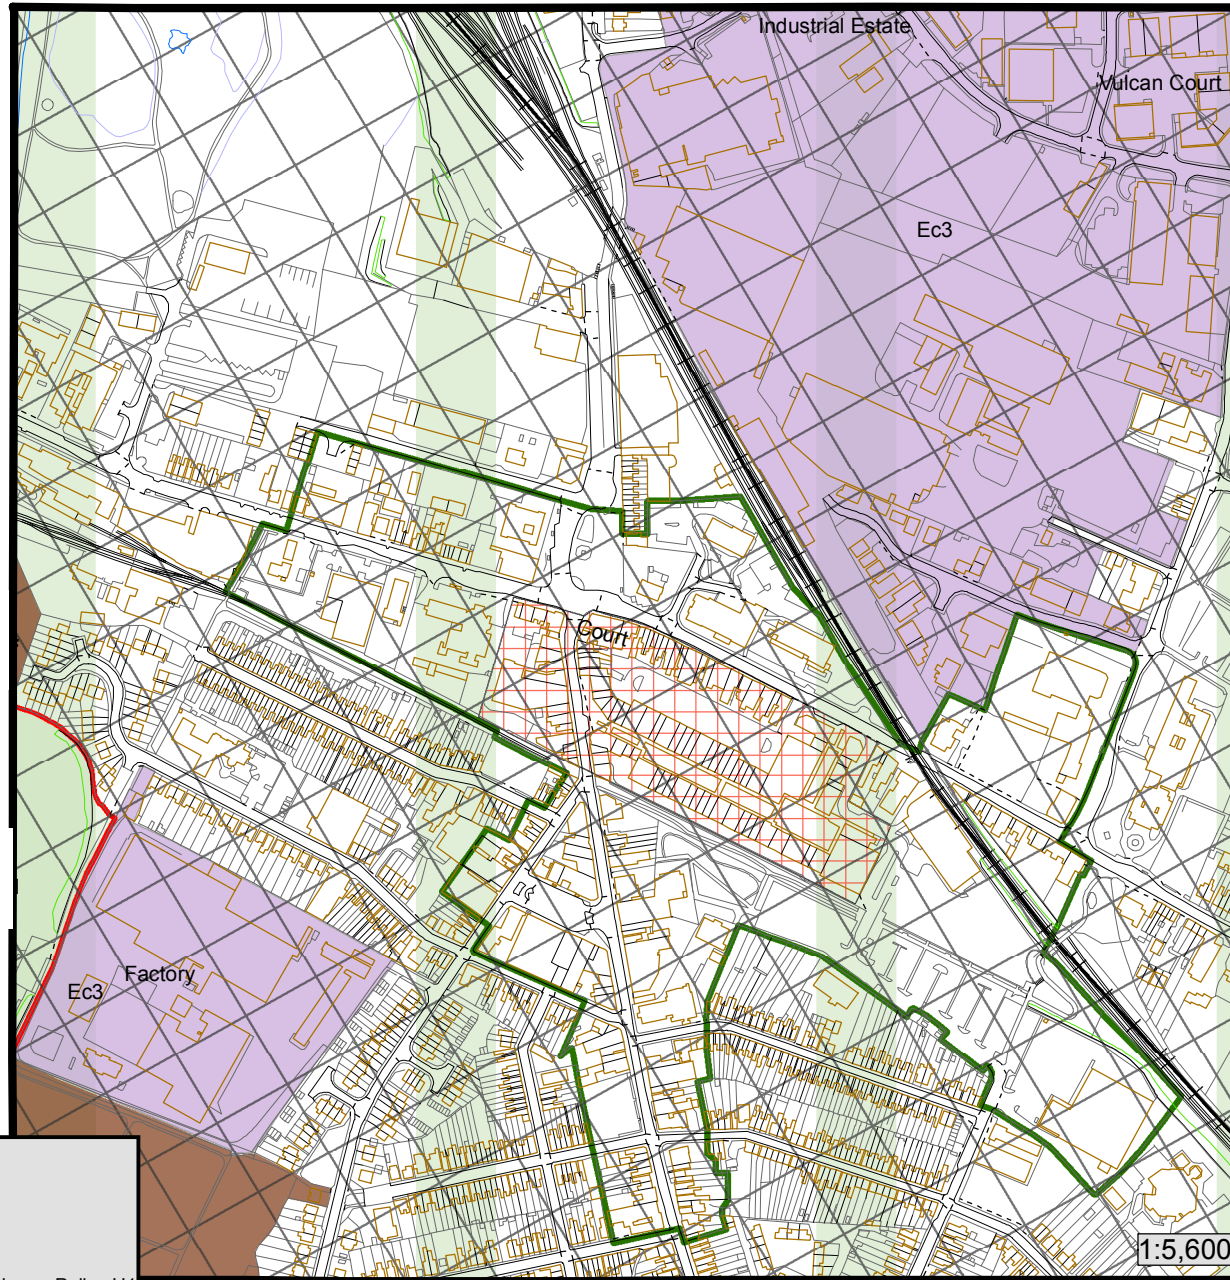 Industrial Estate
Vulcan Court
Ec3
Court
Factory
Ec3
1:5,600